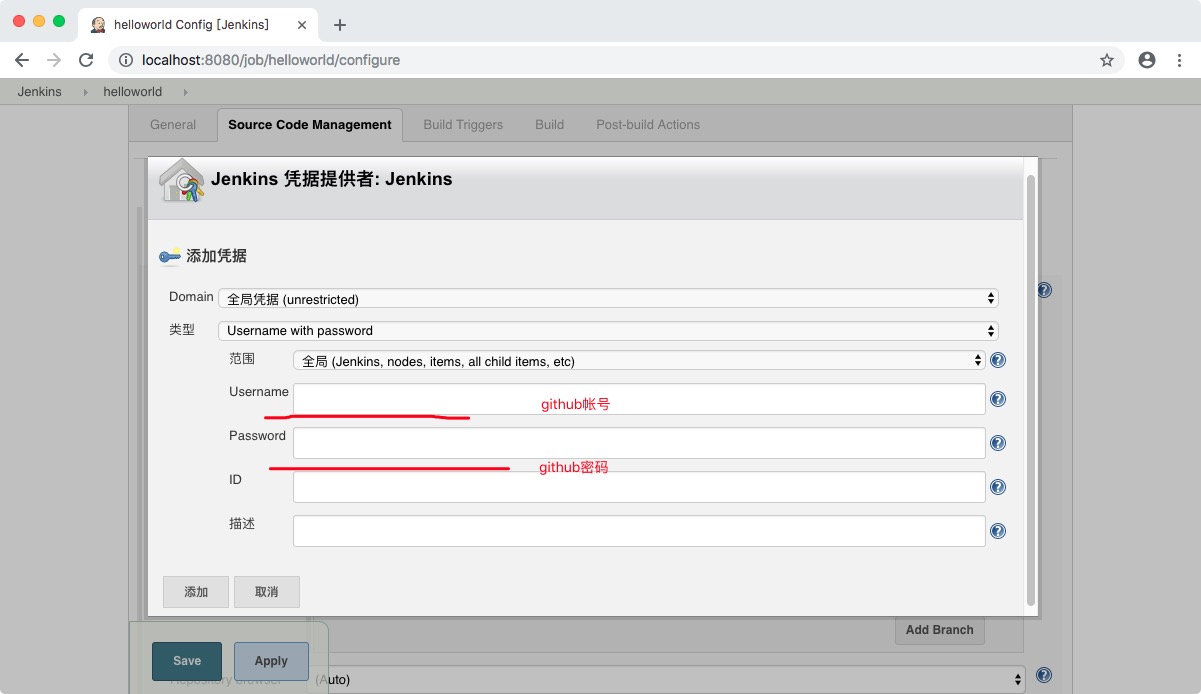 helloworld Config [Jenkins]
localhost:8080/job/helloworld/configure
Jenkins helloworld
General Source Code Management Build Triggers Build Post-build Actions
Jenkins 凭据提供者: Jenkins
添加凭据
Domain 全局凭据 (unrestricted)
类型 Username with password
范围 全局 (Jenkins, nodes, items, all child items, etc)
Username github帐号
Password
github密码
ID
描述
添加 取消
Add Branch
Save Apply
Repository browser (Auto)